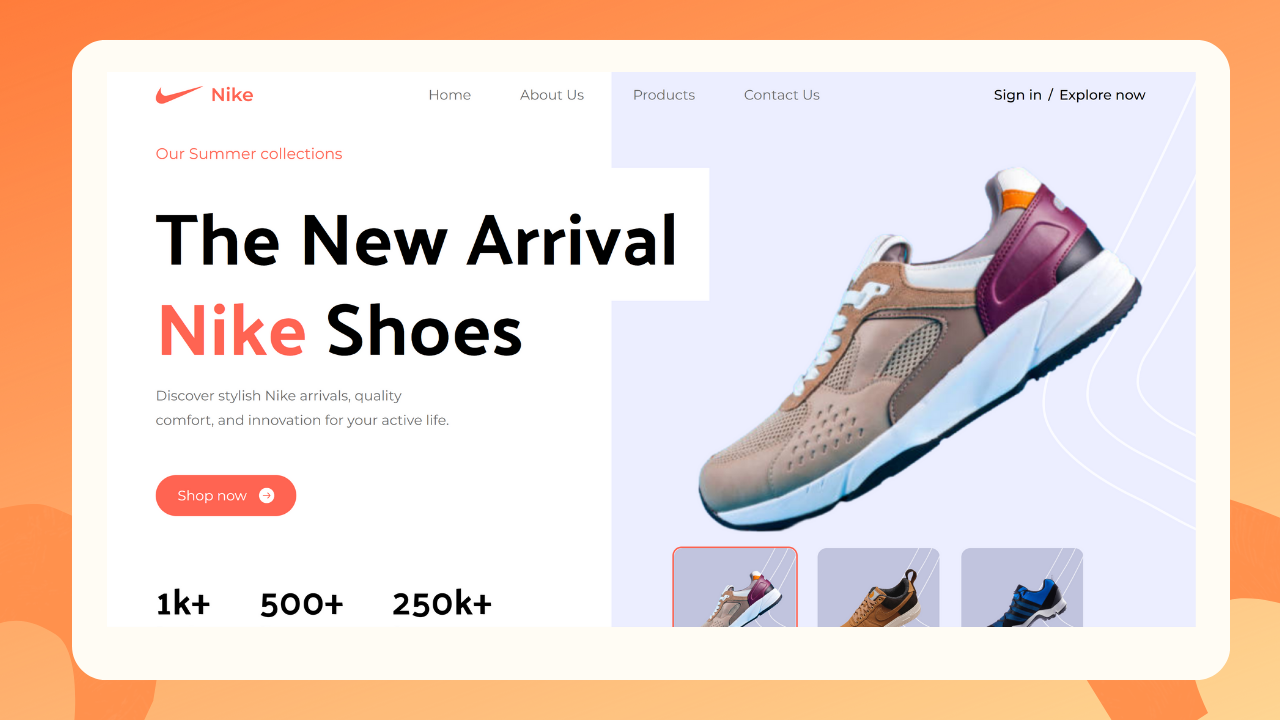 Nike
Home
About Us
Products
Contact Us
Sign in / Explore now
Our Summer collections
The New Arrival
Nike Shoes
Discover stylish Nike arrivals, quality
comfort, and innovation for your active life.
Shop now
1k+
500+
250k+